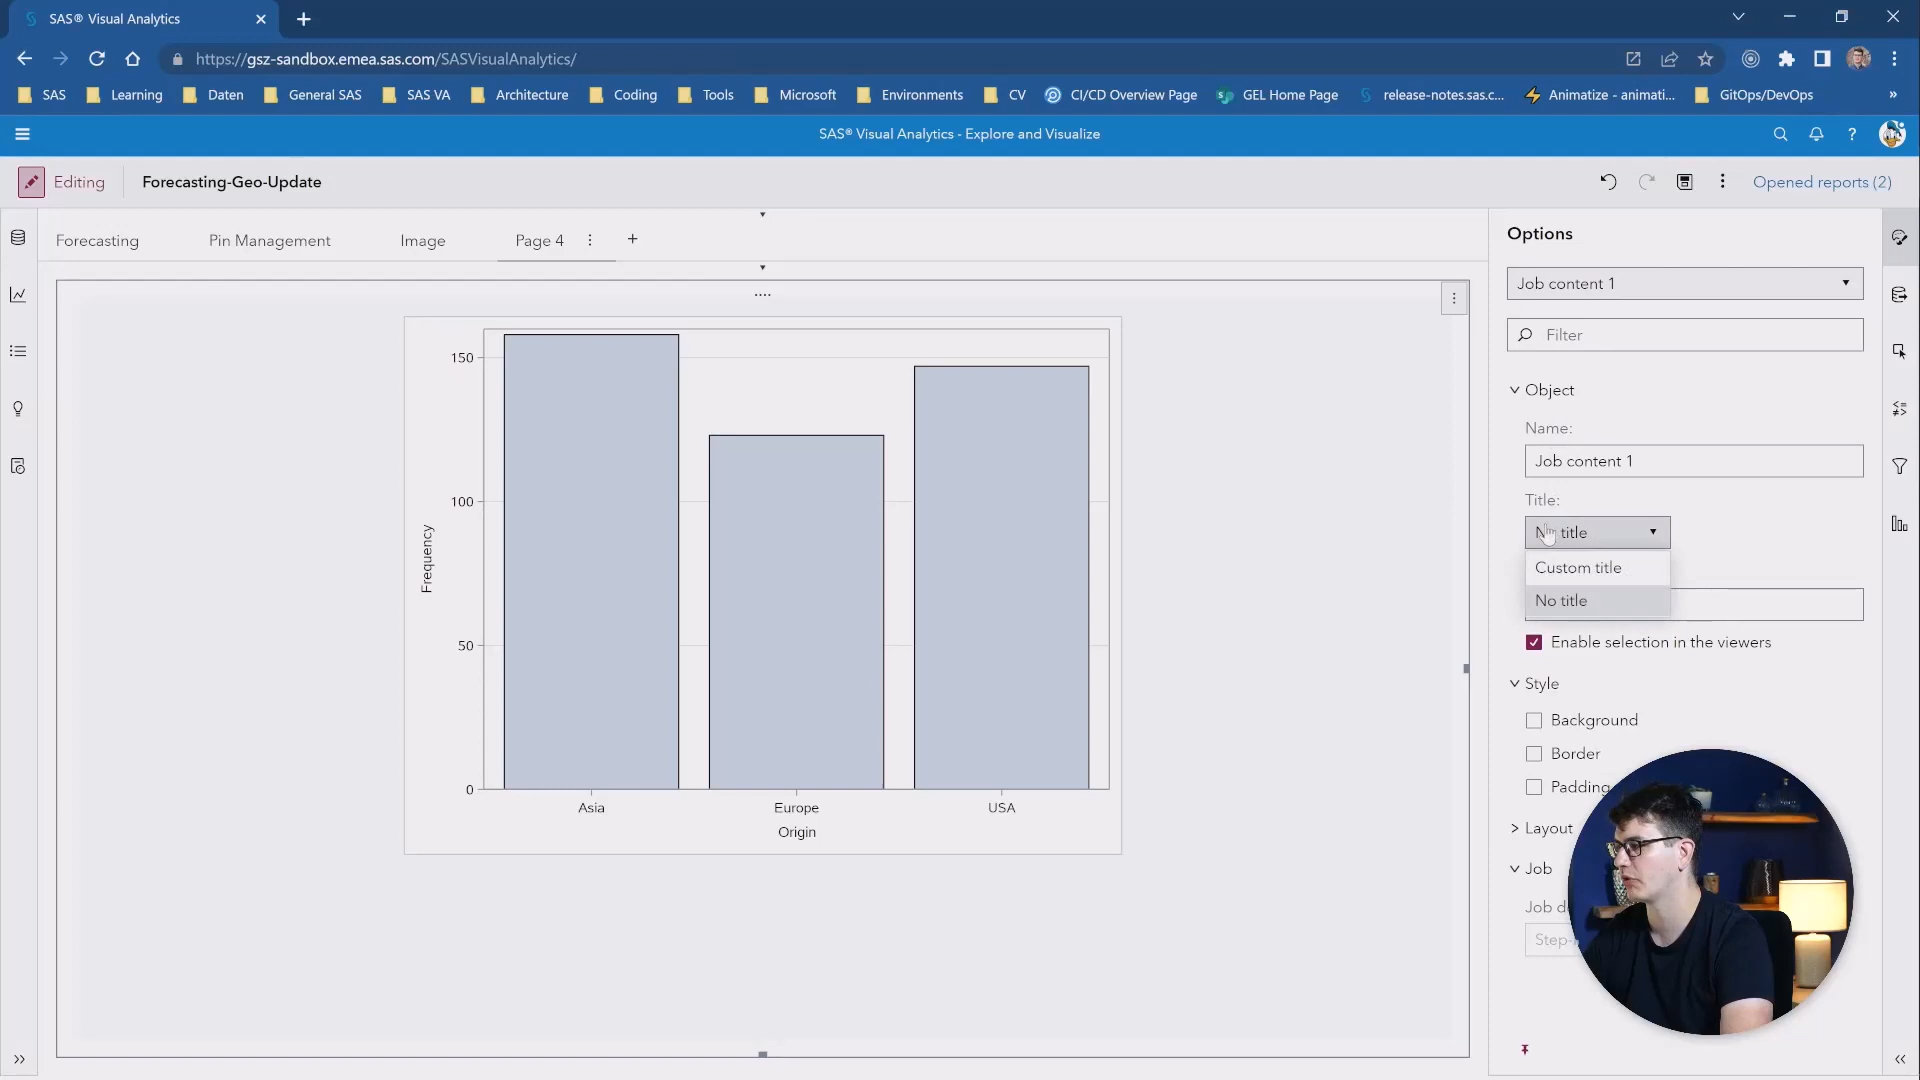 SAS® Visual Analytics
https://gsz-sandbox.emea.sas.com/SASVisualAnalytics/
SAS Learning Daten General SAS SAS VA Architecture Coding Tools Microsoft Environments CV CI/CD Overview Page GEL Home Page release-notes.sas.c... Animatize - animati... GitOps/DevOps »
SAS® Visual Analytics - Explore and Visualize
Editing Forecasting-Geo-Update Opened reports (2)
Forecasting Pin Management Image Page 4
Options
Job content 1
Filter
Object
Name:
Job content 1
Title:
title
Custom title
No title
Enable selection in the viewers
Style
Background
Border
Padding
Layout
Job
Job d
Step-
150
100
50
0
Frequency
Asia Europe USA
Origin